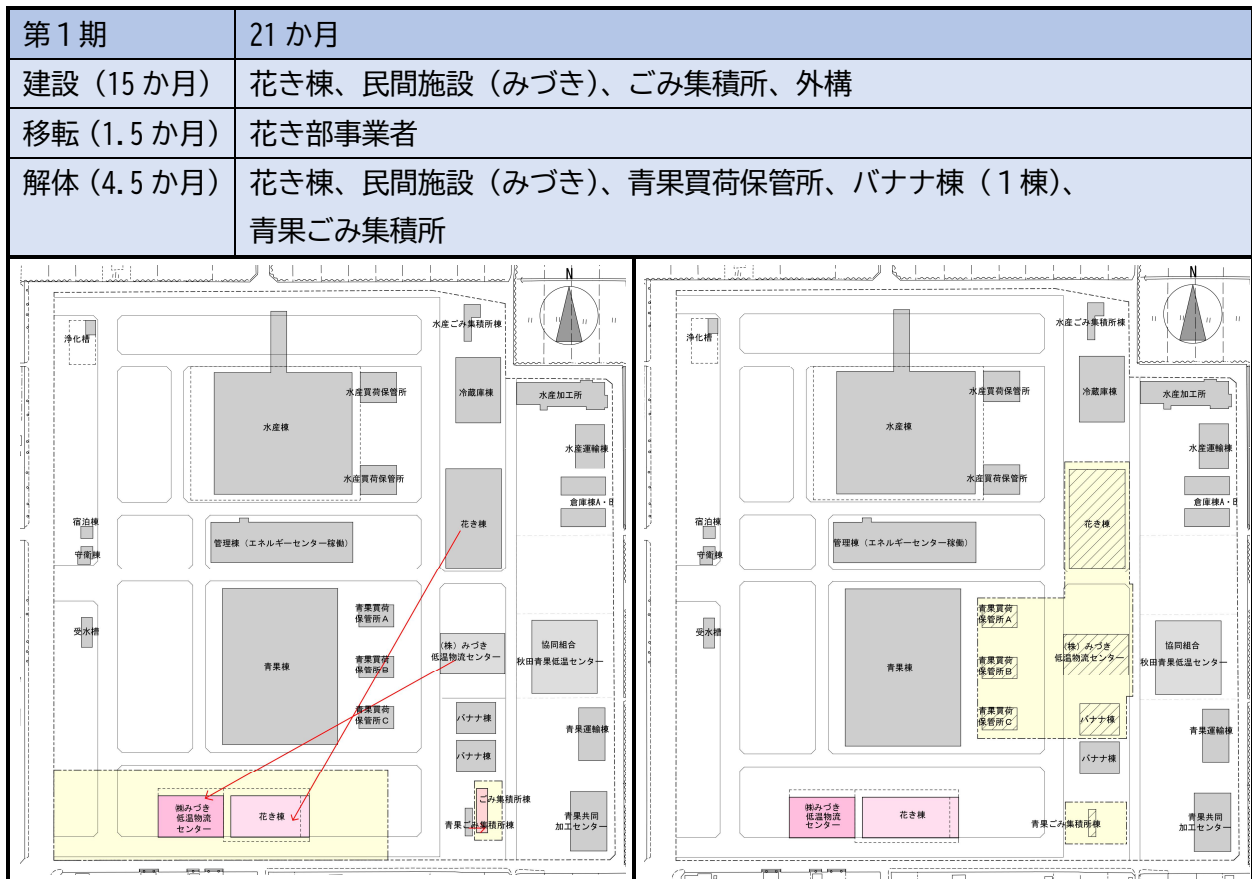 第1期 21か月
建設（15か月） 花き棟、民間施設（みづき）、ごみ集積所、外構
移転（1.5か月） 花き部事業者
解体（4.5か月） 花き棟、民間施設（みづき）、青果買荷保管所、バナナ棟（1棟）、
青果ごみ集積所
N
水産ごみ集積所棟
浄化槽
水産買荷保管所
冷蔵庫棟
水産加工所
水産棟
水産運輸棟
水産買荷保管所
倉庫棟A・B
宿泊棟
花き棟
管理棟（エネルギーセンター稼働）
守衛棟
青果買荷
保管所A
受水槽
(株)みづき
低温物流センター
協同組合
秋田青果低温センター
青果棟
青果買荷
保管所B
青果買荷
保管所C
バナナ棟
青果運輸棟
バナナ棟
ごみ集積所棟
㈱みづき
低温物流
センター
花き棟
青果ごみ集積所棟
青果共同
加工センター
N
水産ごみ集積所棟
浄化槽
水産買荷保管所
冷蔵庫棟
水産加工所
水産棟
水産運輸棟
水産買荷保管所
倉庫棟A・B
宿泊棟
花き棟
管理棟（エネルギーセンター稼働）
守衛棟
青果買荷
保管所A
受水槽
(株)みづき
低温物流センター
協同組合
秋田青果低温センター
青果棟
青果買荷
保管所B
青果買荷
保管所C
バナナ棟
青果運輸棟
バナナ棟
㈱みづき
低温物流
センター
花き棟
青果ごみ集積所棟
青果共同
加工センター